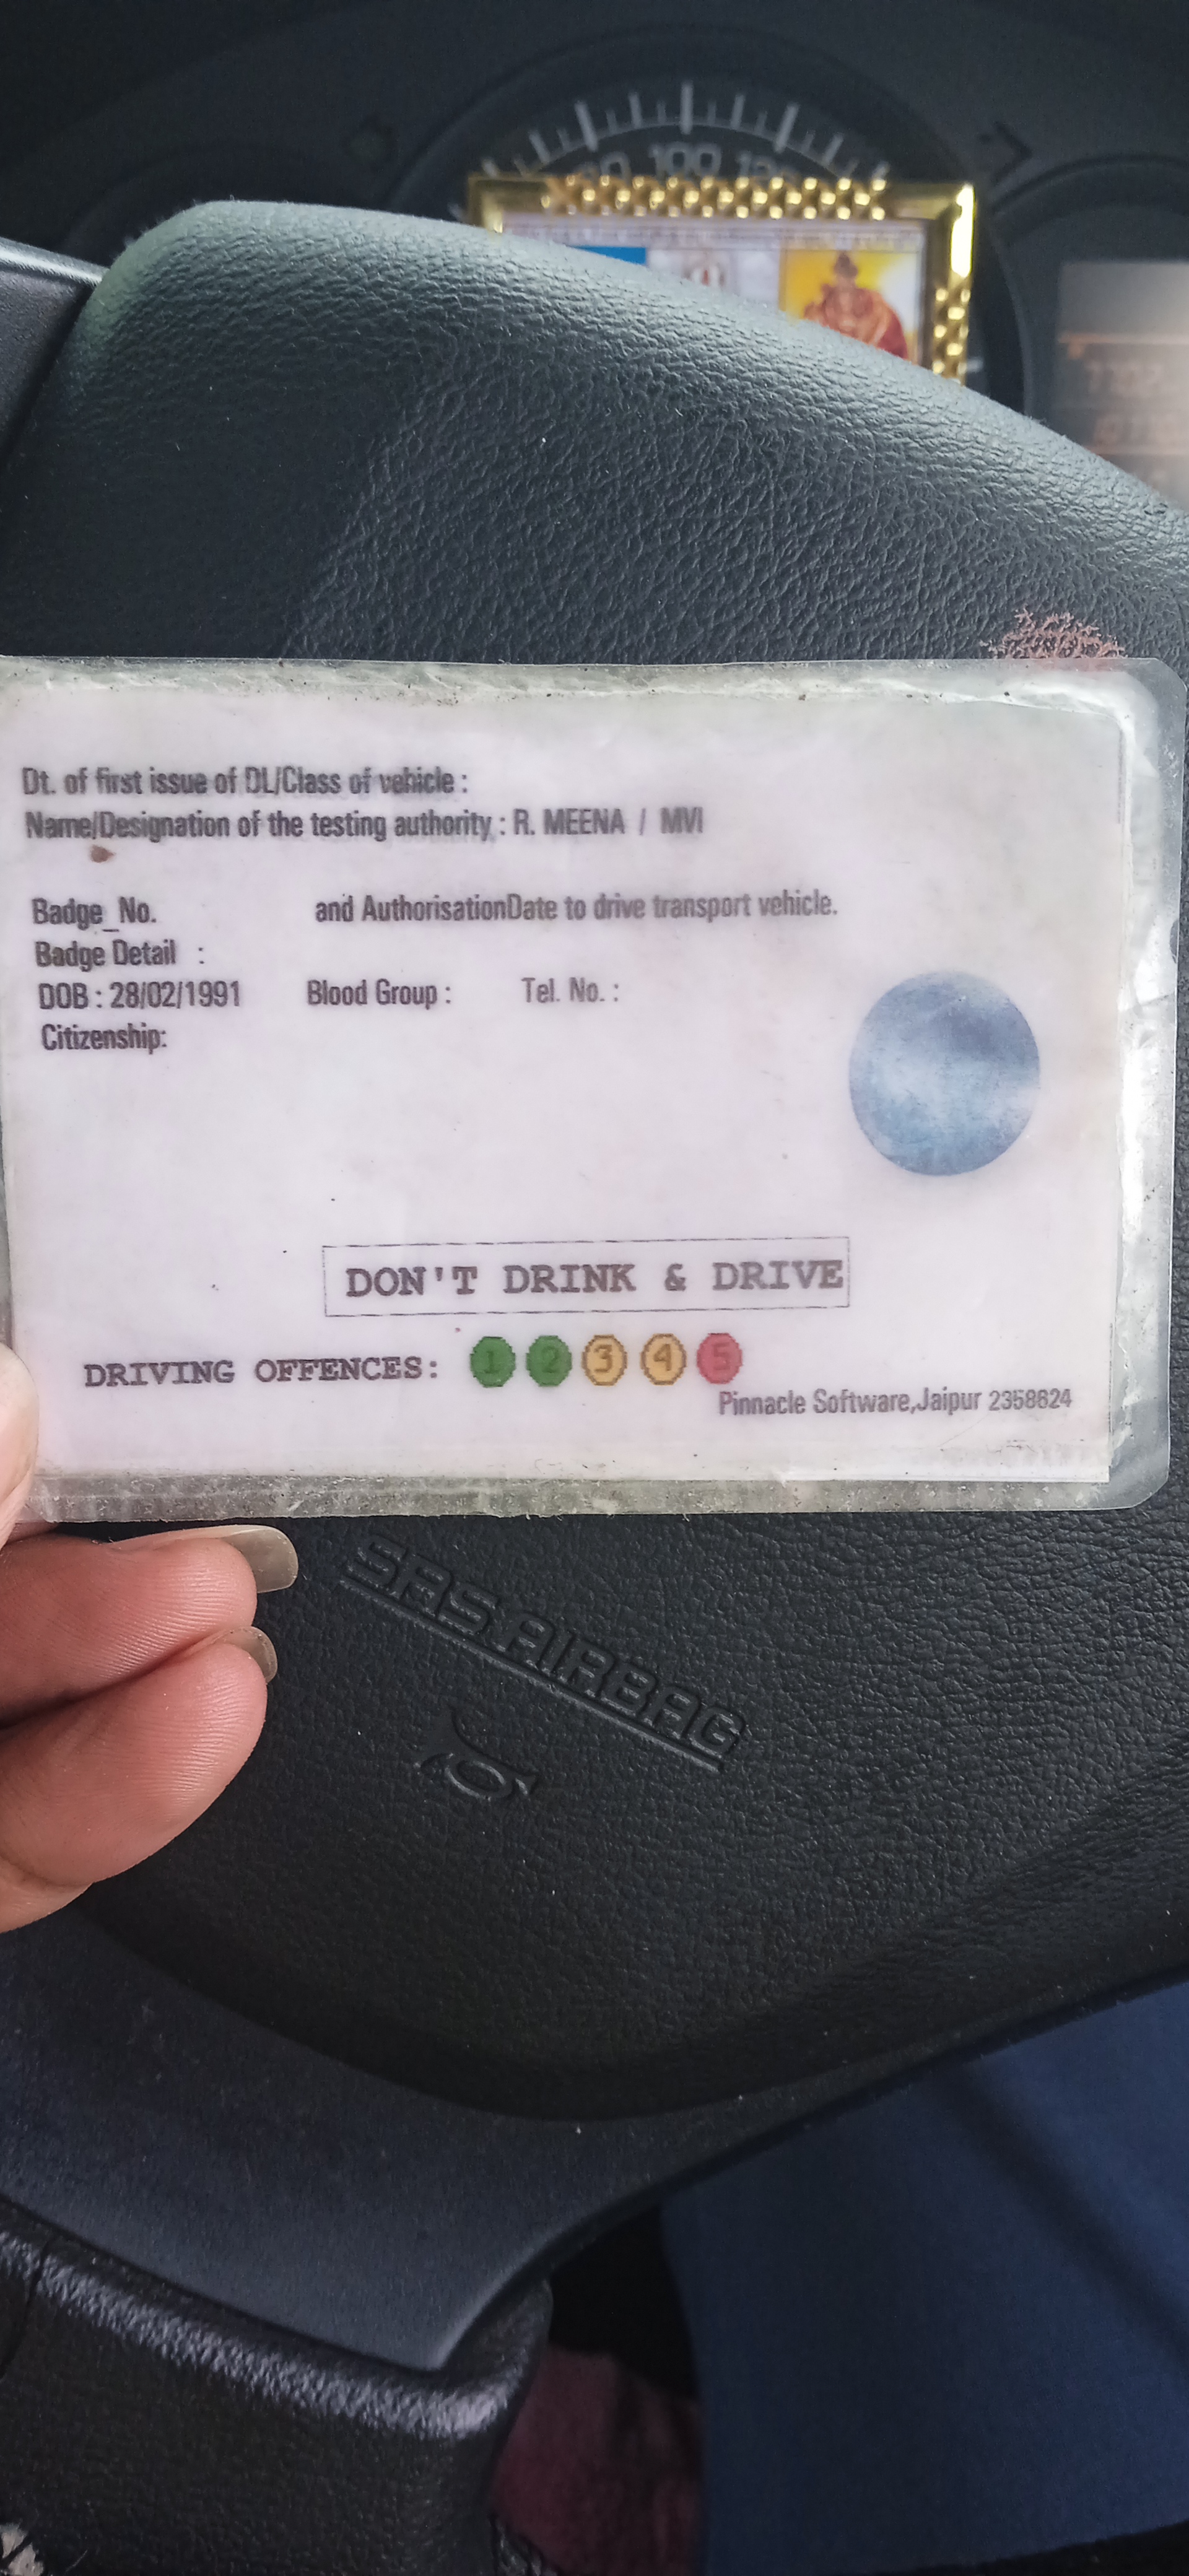 100
Dt. of first issue of DL/Class of vehicle :
Name/Designation of the testing authority : R. MEENA / MVI
Badge_No. and AuthorisationDate to drive transport vehicle.
Badge Detail :
DOB : 28/02/1991 Blood Group : Tel. No. :
Citizenship:
DON'T DRINK & DRIVE
DRIVING OFFENCES: 1 2 3 4 5
Pinnacle Software,Jaipur 2358624
SRS AIRBAG